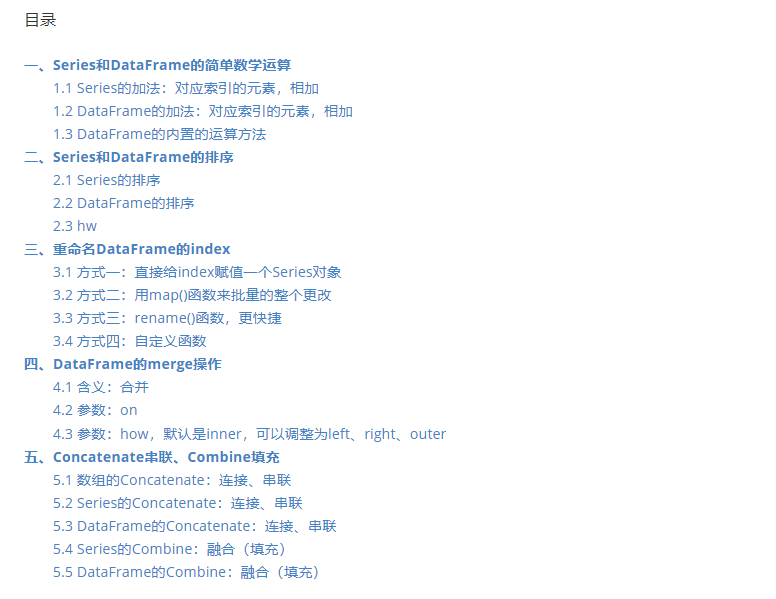 目录
一、Series和DataFrame的简单数学运算
1.1 Series的加法：对应索引的元素，相加
1.2 DataFrame的加法：对应索引的元素，相加
1.3 DataFrame的内置的运算方法
二、Series和DataFrame的排序
2.1 Series的排序
2.2 DataFrame的排序
2.3 hw
三、重命名DataFrame的index
3.1 方式一：直接给index赋值一个Series对象
3.2 方式二：用map()函数来批量的整个更改
3.3 方式三：rename()函数，更快捷
3.4 方式四：自定义函数
四、DataFrame的merge操作
4.1 含义：合并
4.2 参数：on
4.3 参数：how，默认是inner，可以调整为left、right、outer
五、Concatenate串联、Combine填充
5.1 数组的Concatenate：连接、串联
5.2 Series的Concatenate：连接、串联
5.3 DataFrame的Concatenate：连接、串联
5.4 Series的Combine：融合（填充）
5.5 DataFrame的Combine：融合（填充）